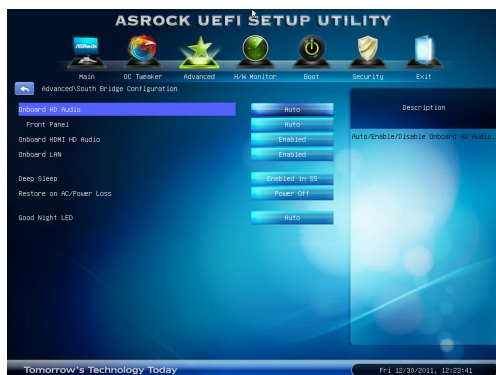 ASROCK UEFI SETUP UTILITY
ASRock
Main
OC Tweaker
Advanced
H/W Monitor
Boot
Security
Exit
Advanced\South Bridge Configuration
Onboard HD Audio
Auto
Front Panel
Auto
Onboard HDMI HD Audio
Enabled
Onboard LAN
Enabled
Deep Sleep
Enabled in S5
Restore on AC/Power Loss
Power Off
Good Night LED
Auto
Description
Auto/Enable/Disable Onboard HD Audio.
Tomorrow's Technology Today
Fri 12/30/2011, 12:23:41